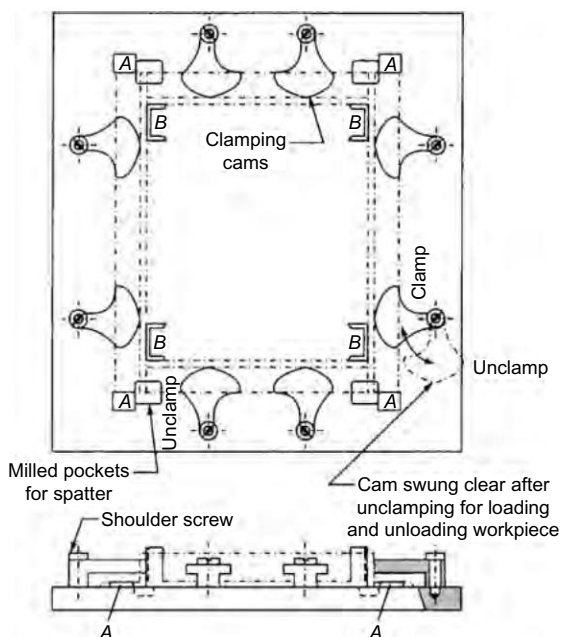 A
A
B
B
Clamping
cams
Clamp
Unclamp
B
B
A
A
Unclamp
Milled pockets
for spatter
Cam swung clear after
unclamping for loading
and unloading workpiece
Shoulder screw
A
A